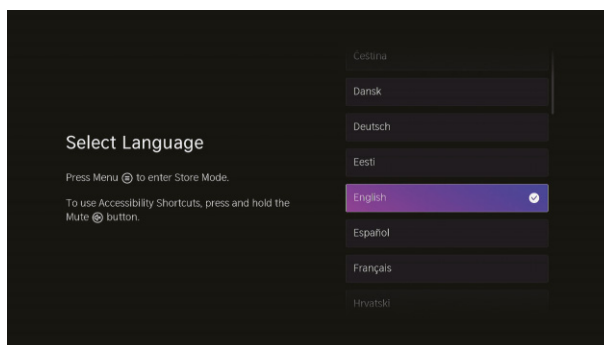 Select Language
Press Menu to enter Store Mode.
To use Accessibility Shortcuts, press and hold the
Mute button.
Čeština
Dansk
Deutsch
Eesti
English
Español
Français
Hrvatski